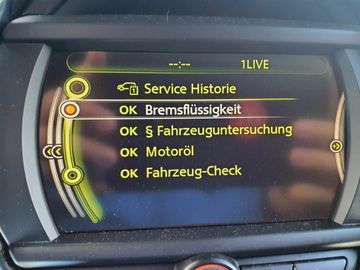 --:-- 1LIVE
Service Historie
OK Bremsflüssigkeit
OK § Fahrzeuguntersuchung
OK Motoröl
OK Fahrzeug-Check